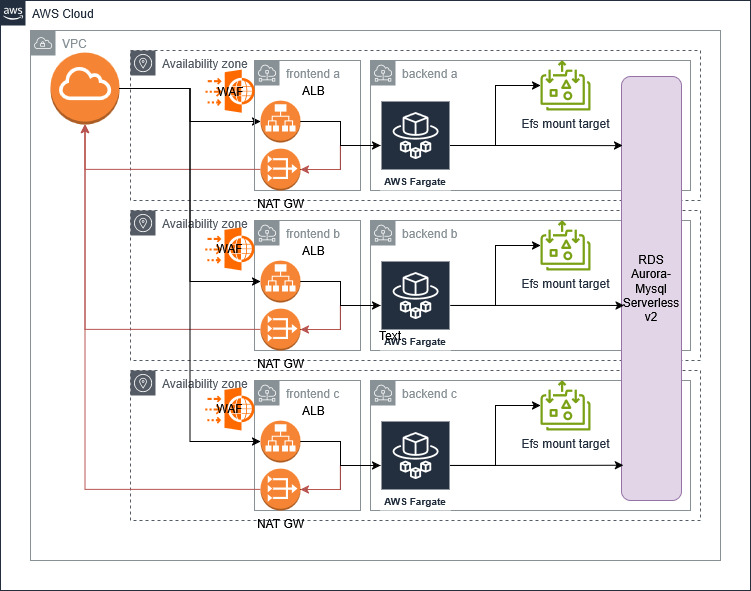 aws
AWS Cloud
VPC
Availability zone
WAF
frontend a
ALB
NAT GW
backend a
AWS Fargate
Efs mount target
Availability zone
WAF
frontend b
ALB
NAT GW
backend b
Text
AWS Fargate
Efs mount target
RDS
Aurora-
Mysql
Serverless
v2
Availability zone
WAF
frontend c
ALB
NAT GW
backend c
AWS Fargate
Efs mount target